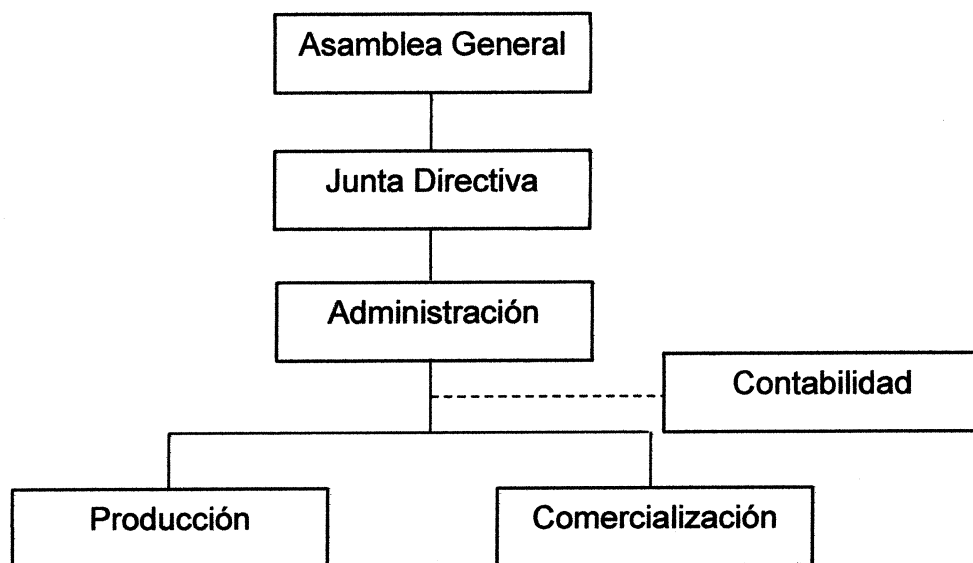 Asamblea General
Junta Directiva
Administración
Contabilidad
Producción
Comercialización